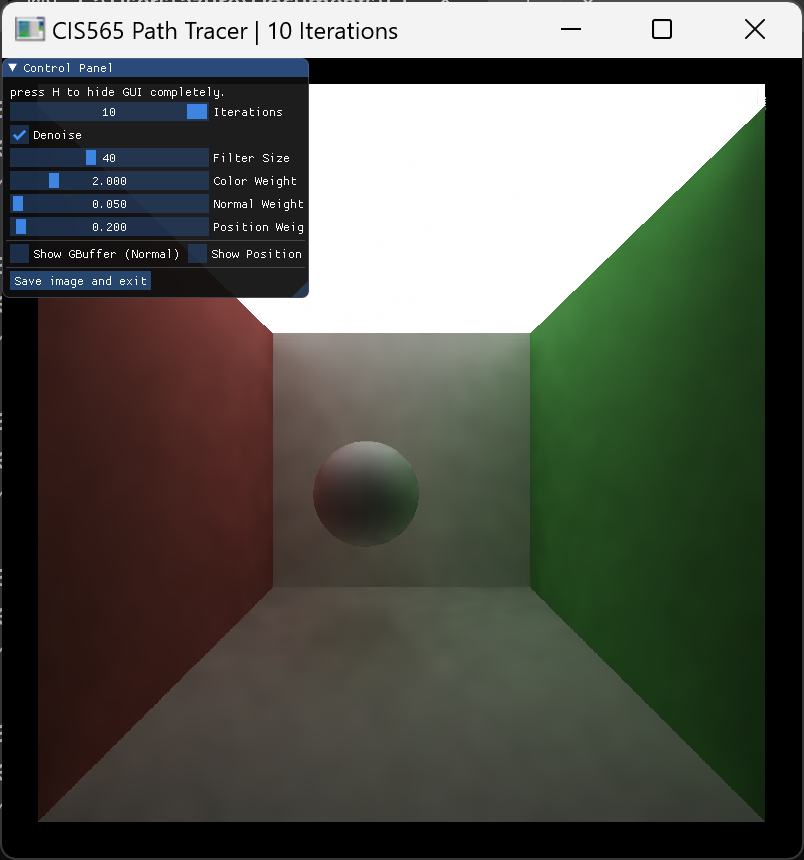 CIS565 Path Tracer | 10 Iterations
Control Panel
press H to hide GUI completely.
10 Iterations
Denoise
40 Filter Size
2.000 Color Weight
0.050 Normal Weight
0.200 Position Weig
Show GBuffer (Normal) Show Position
Save image and exit